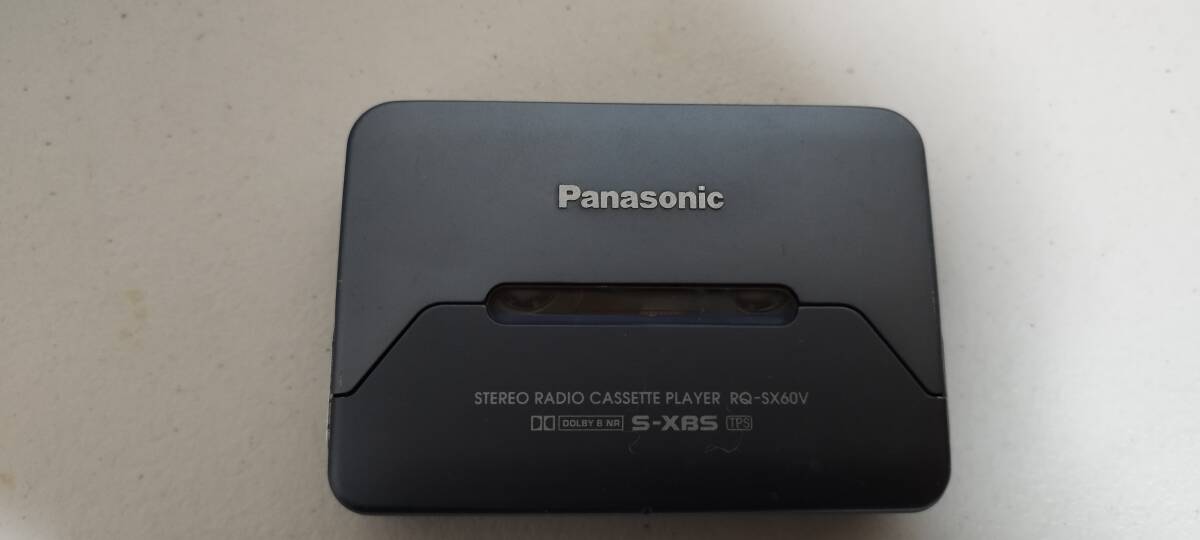 Panasonic
STEREO RADIO CASSETTE PLAYER RQ-SX60V
DOLBY B NR S-XBS TPS